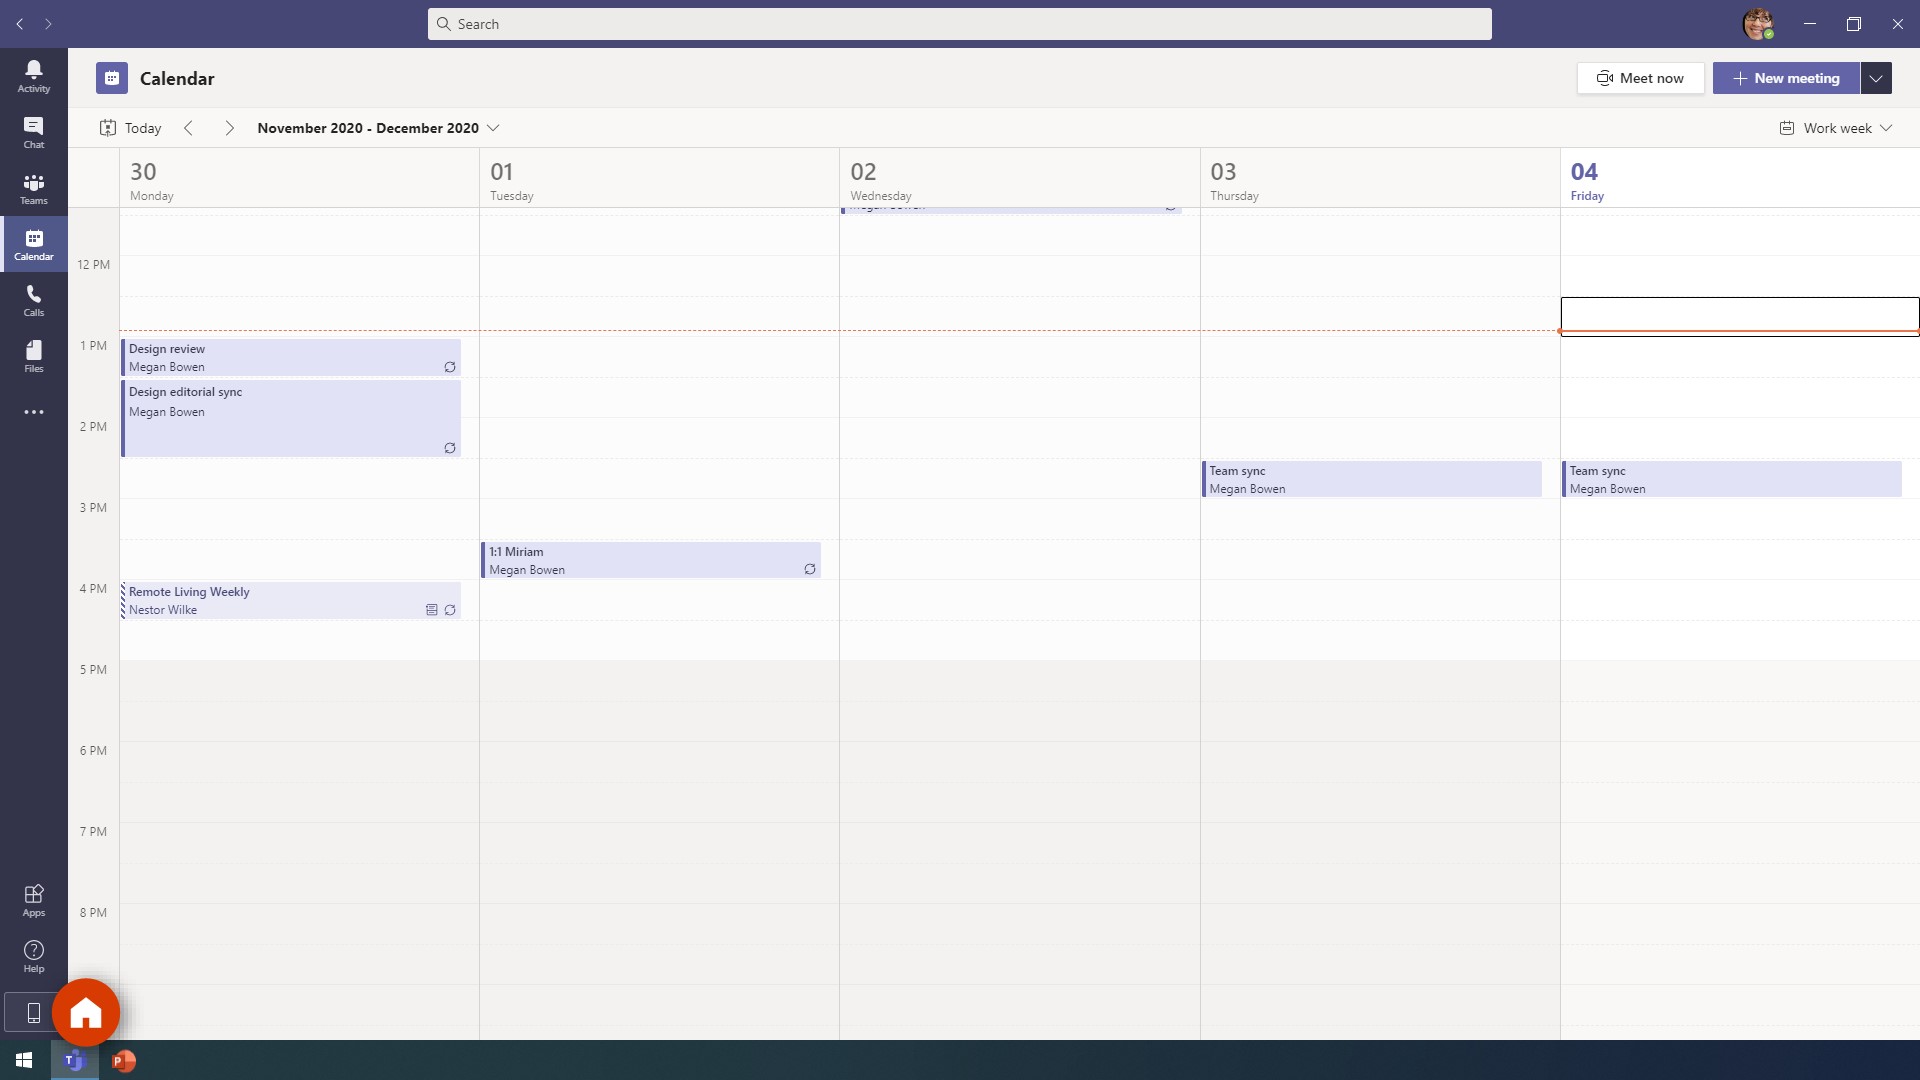 Search
Activity
Chat
Teams
Calendar
Calls
Files
Apps
Help
Calendar
Meet now
New meeting
Today
November 2020 - December 2020
Work week
30
Monday
01
Tuesday
02
Wednesday
03
Thursday
04
Friday
Megan Bowen
12 PM
1 PM
2 PM
3 PM
4 PM
5 PM
6 PM
7 PM
8 PM
Design review
Megan Bowen
Design editorial sync
Megan Bowen
Remote Living Weekly
Nestor Wilke
1:1 Miriam
Megan Bowen
Team sync
Megan Bowen
Team sync
Megan Bowen
T
P